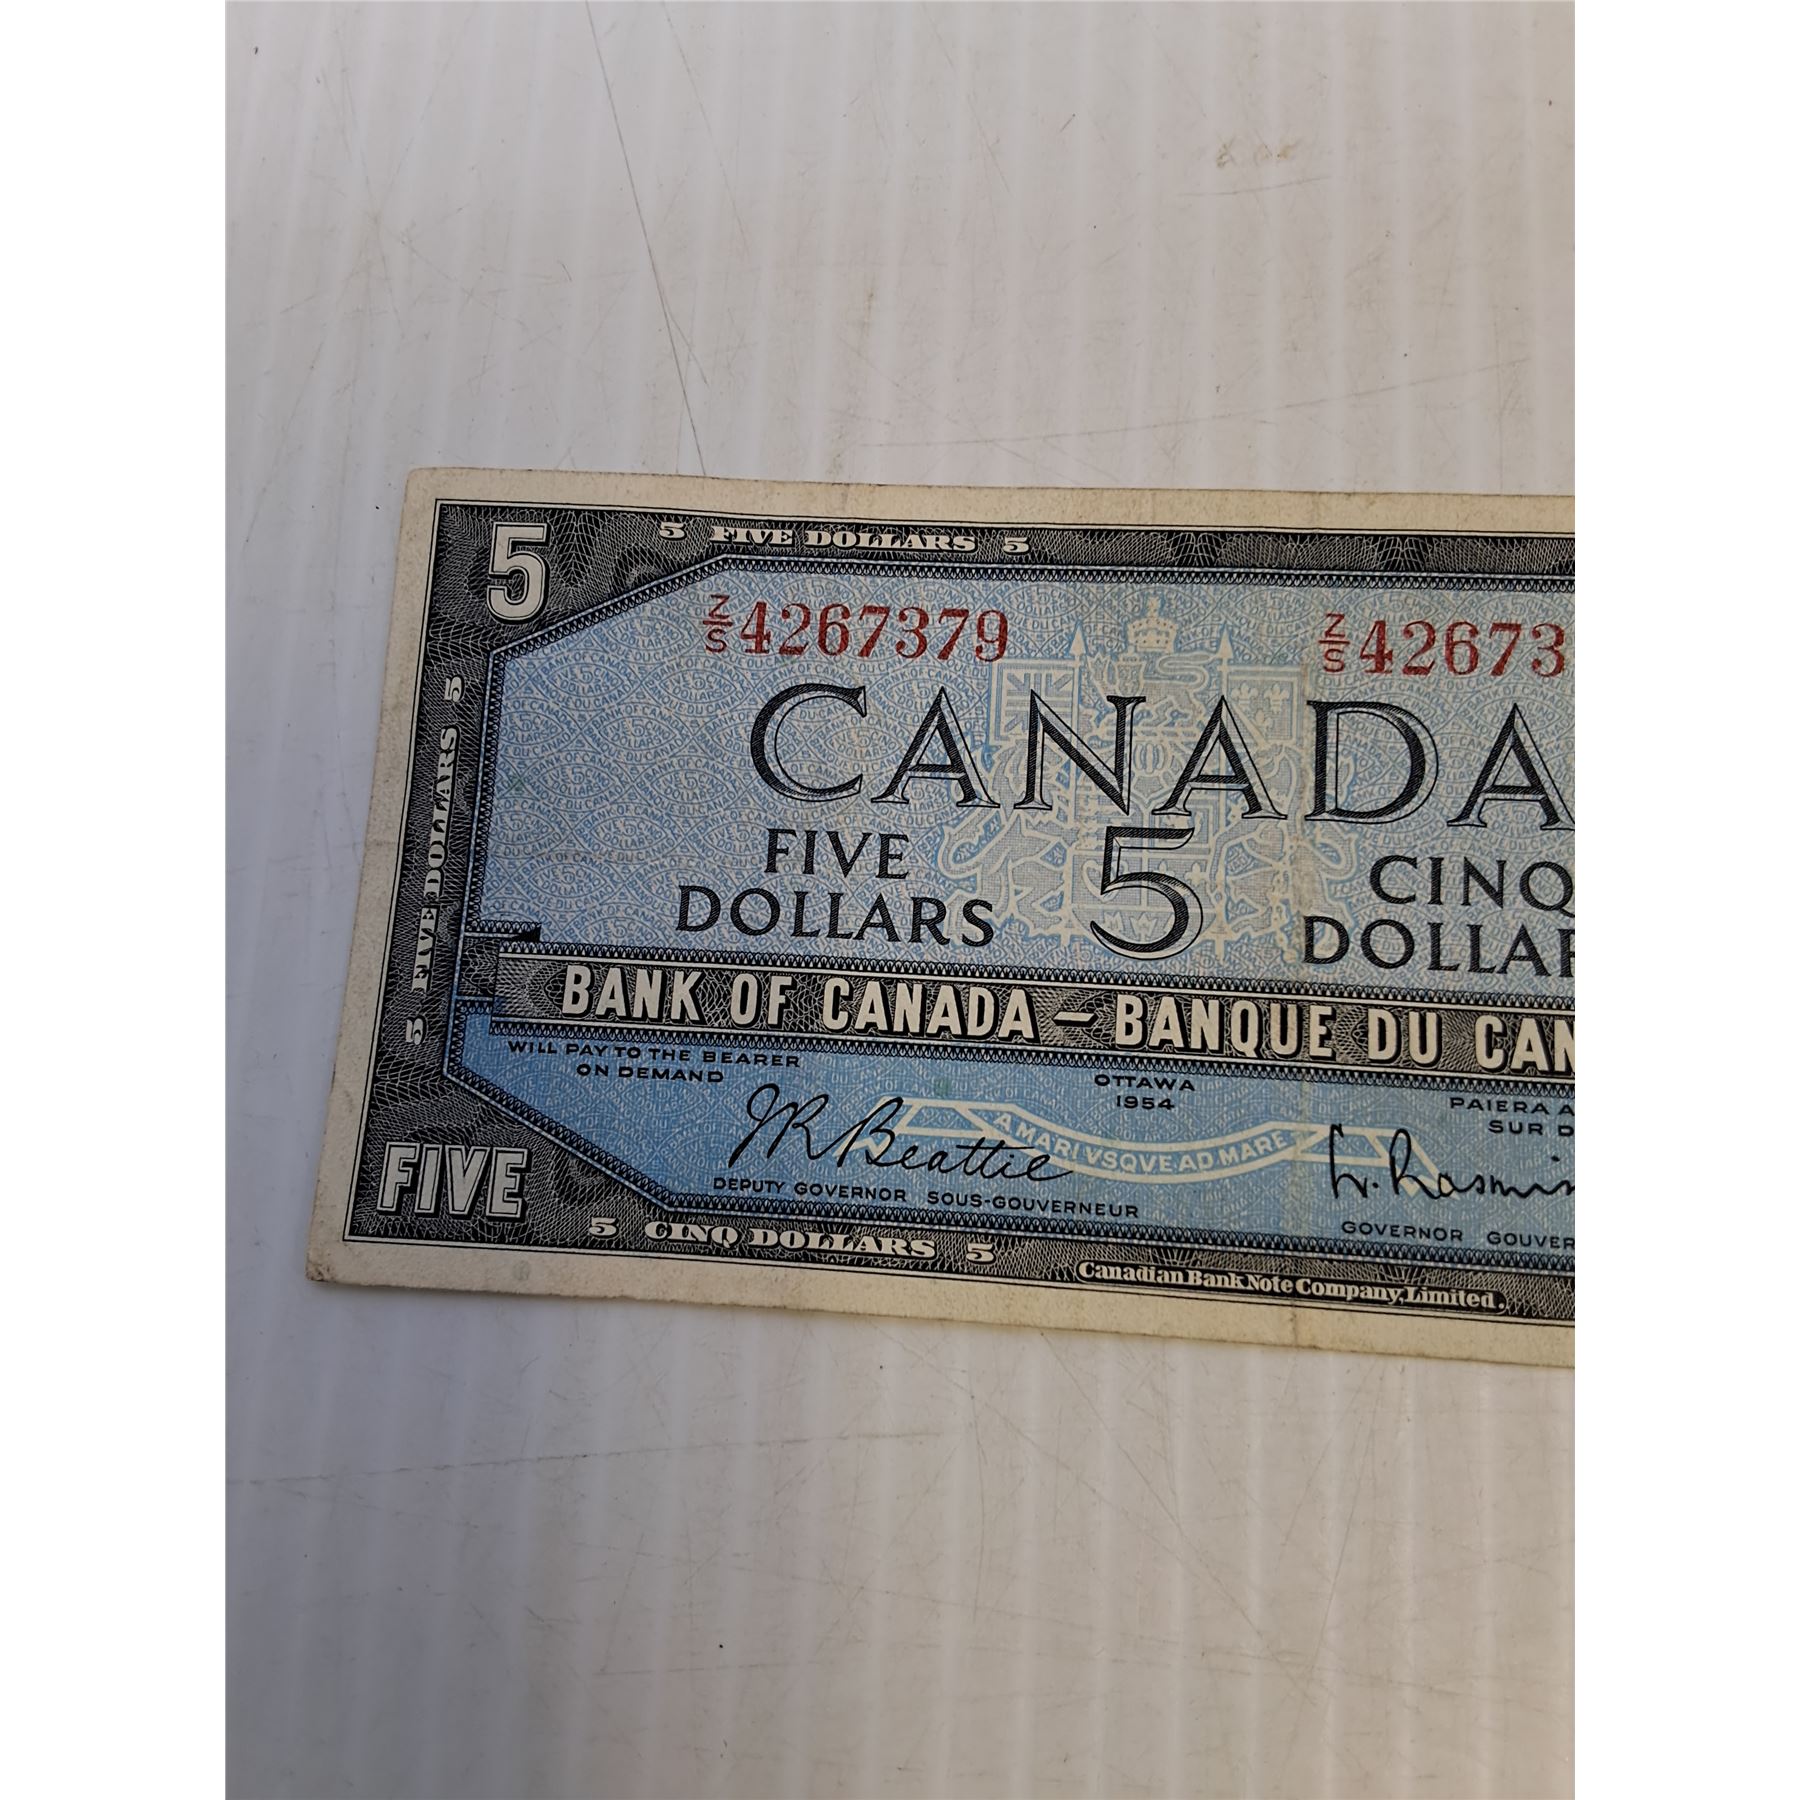 5 5 FIVE DOLLARS 5
Z/S 4267379 Z/S 42673
5 FIVE DOLLARS 5
CANADA
FIVE DOLLARS
5
CINQ
BANK OF CANADA – BANQUE DU CAN
WILL PAY TO THE BEARER
ON DEMAND
OTTAWA
1954
PAIERA A
SUR D
JR Beattie
A MARI VSQVE AD MARE
L. Rasmin
DEPUTY GOVERNOR SOUS-GOUVERNEUR
GOVERNOR GOUVER
FIVE
5 CINQ DOLLARS 5
Canadian Bank Note Company, Limited.